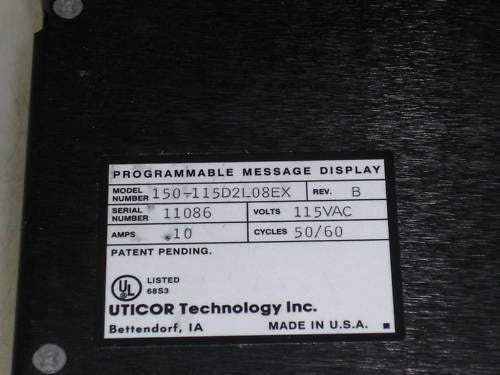 PROGRAMMABLE MESSAGE DISPLAY
MODEL NUMBER 150-115D2L08EX REV. B
SERIAL NUMBER 11086 VOLTS 115VAC
AMPS .10 CYCLES 50/60
PATENT PENDING.
UL LISTED
68S3
UTICOR Technology Inc.
Bettendorf, IA MADE IN U.S.A.